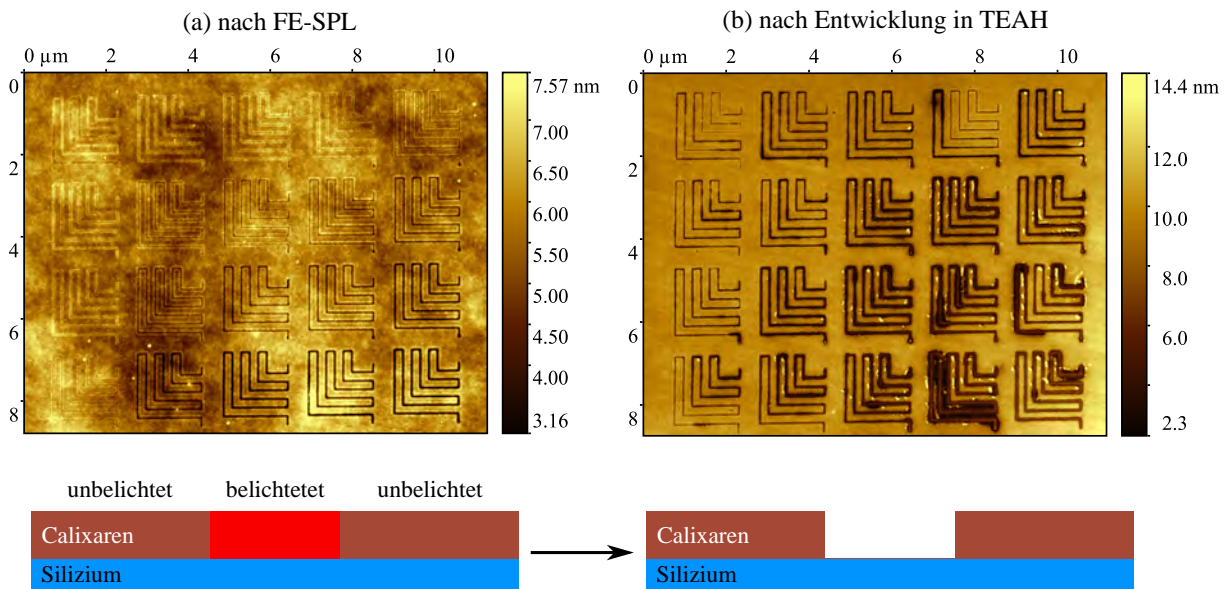 (a) nach FE-SPL
0 µm 2 4 6 8 10
0
2
4
6
8
7.57 nm
7.00
6.50
6.00
5.50
5.00
4.50
4.00
3.16
(b) nach Entwicklung in TEAH
0 µm 2 4 6 8 10
0
2
4
6
8
14.4 nm
12.0
10.0
8.0
6.0
2.3
unbelichtet belichtetet unbelichtet
Calixaren
Silizium
Calixaren
Silizium